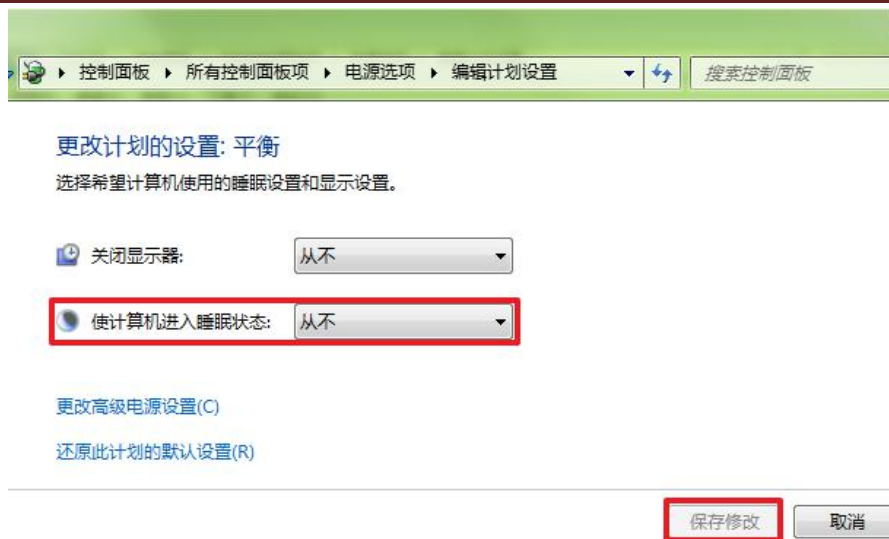 控制面板 ▸ 所有控制面板项 ▸ 电源选项 ▸ 编辑计划设置 搜索控制面板
更改计划的设置: 平衡
选择希望计算机使用的睡眠设置和显示设置。
关闭显示器: 从不
使计算机进入睡眠状态: 从不
更改高级电源设置(C)
还原此计划的默认设置(R)
保存修改 取消